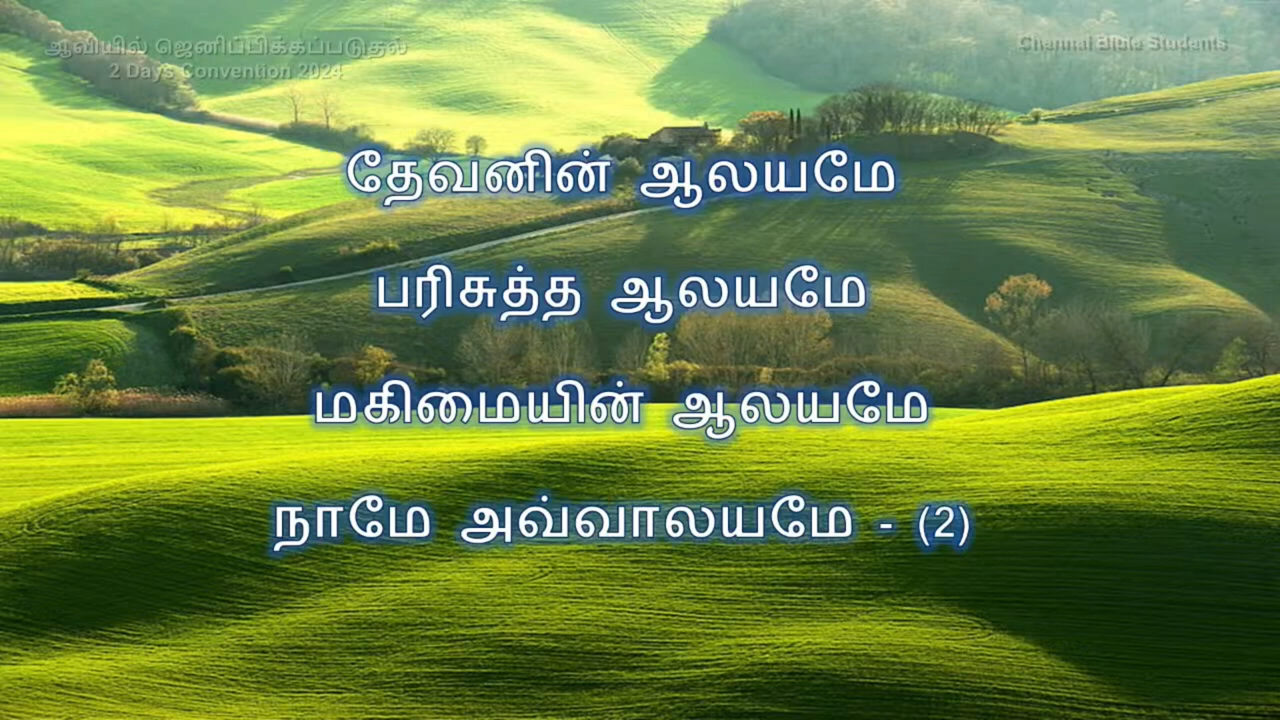 ஆவியில் ஜெனிப்பிக்கப்படுதல்
2 Days Convention 2024
Chennai Bible Students
தேவனின் ஆலயமே
பரிசுத்த ஆலயமே
மகிமையின் ஆலயமே
நாமே அவ்வாலயமே - (2)